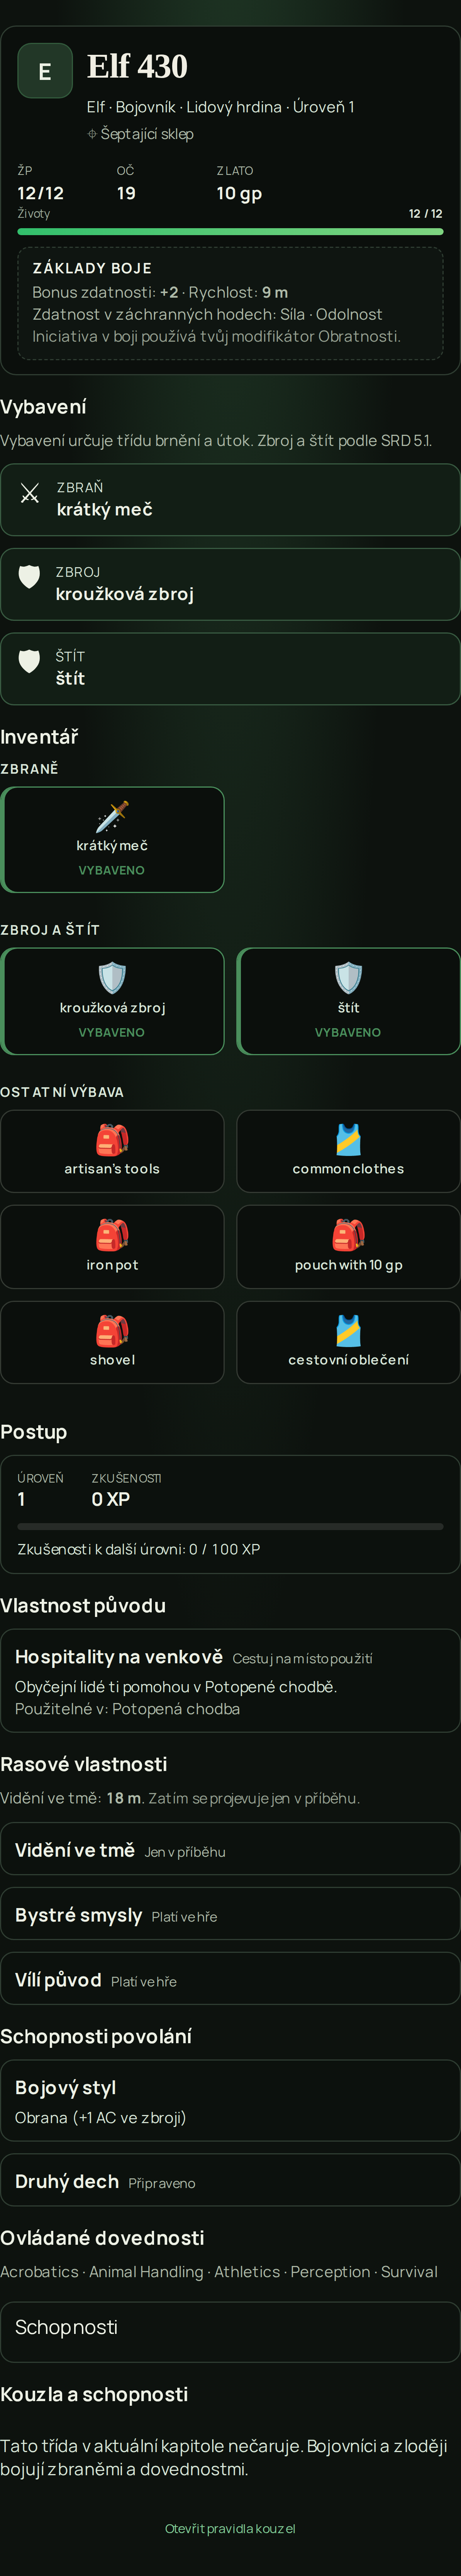 E
Elf 430
Elf · Bojovník · Lidový hrdina · Úroveň 1
⌖ Šeptající sklep
ŽP OČ ZLATO
12/12 19 10 gp
Životy 12 / 12
ZÁKLADY BOJE
Bonus zdatnosti: +2 · Rychlost: 9 m
Zdatnost v záchranných hodech: Síla · Odolnost
Iniciativa v boji používá tvůj modifikátor Obratnosti.
Vybavení
Vybavení určuje třídu brnění a útok. Zbroj a štít podle SRD 5.1.
ZBRAŇ
krátký meč
ZBROJ
kroužková zbroj
ŠTÍT
štít
Inventář
ZBRANĚ
krátký meč
VYBAVENO
ZBROJ A ŠTÍT
kroužková zbroj štít
VYBAVENO VYBAVENO
OSTATNÍ VÝBAVA
artisan's tools common clothes
iron pot pouch with 10 gp
shovel cestovní oblečení
Postup
ÚROVEŇ ZKUŠENOSTI
1 0 XP
Zkušenosti k další úrovni: 0 / 100 XP
Vlastnost původu
Hospitality na venkově Cestuj na místo použití
Obyčejní lidé ti pomohou v Potopené chodbě.
Použitelné v: Potopená chodba
Rasové vlastnosti
Vidění ve tmě: 18 m. Zatím se projevuje jen v příběhu.
Vidění ve tmě Jen v příběhu
Bystré smysly Platí ve hře
Vílí původ Platí ve hře
Schopnosti povolání
Bojový styl
Obrana (+1 AC ve zbroji)
Druhý dech Připraveno
Ovládané dovednosti
Acrobatics · Animal Handling · Athletics · Perception · Survival
Schopnosti
Kouzla a schopnosti
Tato třída v aktuální kapitole nečaruje. Bojovníci a zloději
bojují zbraněmi a dovednostmi.
Otevřít pravidla kouzel